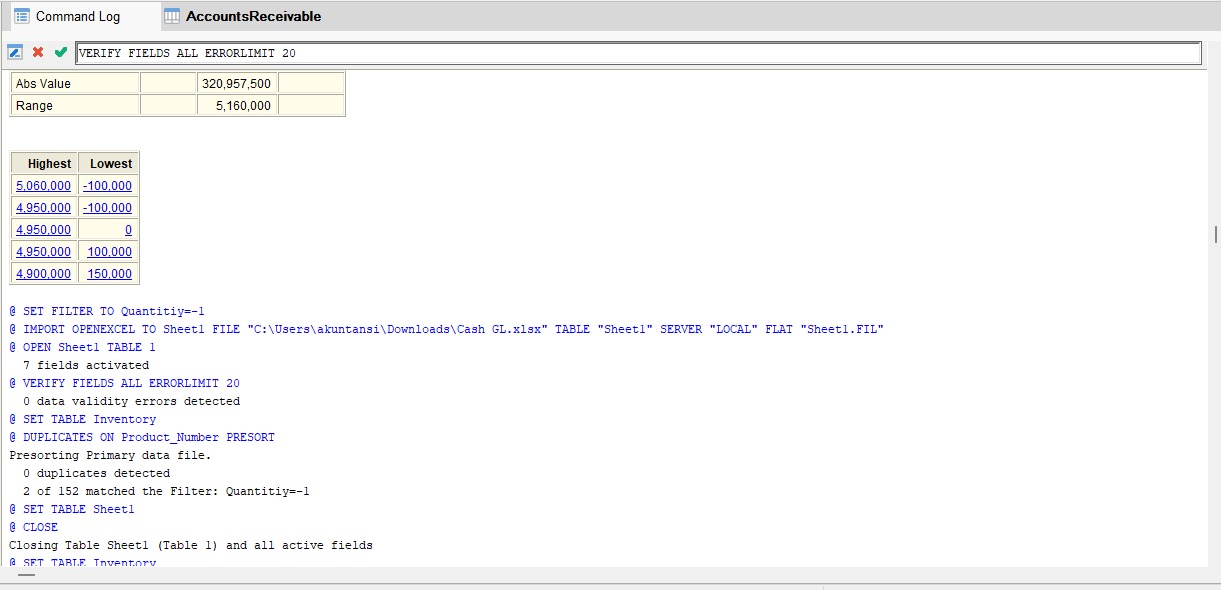 Command Log AccountsReceivable
VERIFY FIELDS ALL ERRORLIMIT 20
Abs Value 320,957,500
Range 5,160,000
Highest Lowest
5,060,000 -100,000
4,950,000 -100,000
4,950,000 0
4,950,000 100,000
4,900,000 150,000
@ SET FILTER TO Quantitiy=-1
@ IMPORT OPENEXCEL TO Sheet1 FILE "C:\Users\akuntansi\Downloads\Cash GL.xlsx" TABLE "Sheet1" SERVER "LOCAL" FLAT "Sheet1.FIL"
@ OPEN Sheet1 TABLE 1
7 fields activated
@ VERIFY FIELDS ALL ERRORLIMIT 20
0 data validity errors detected
@ SET TABLE Inventory
@ DUPLICATES ON Product_Number PRESORT
Presorting Primary data file.
0 duplicates detected
2 of 152 matched the Filter: Quantitiy=-1
@ SET TABLE Sheet1
@ CLOSE
Closing Table Sheet1 (Table 1) and all active fields
@ SET TABLE Inventory